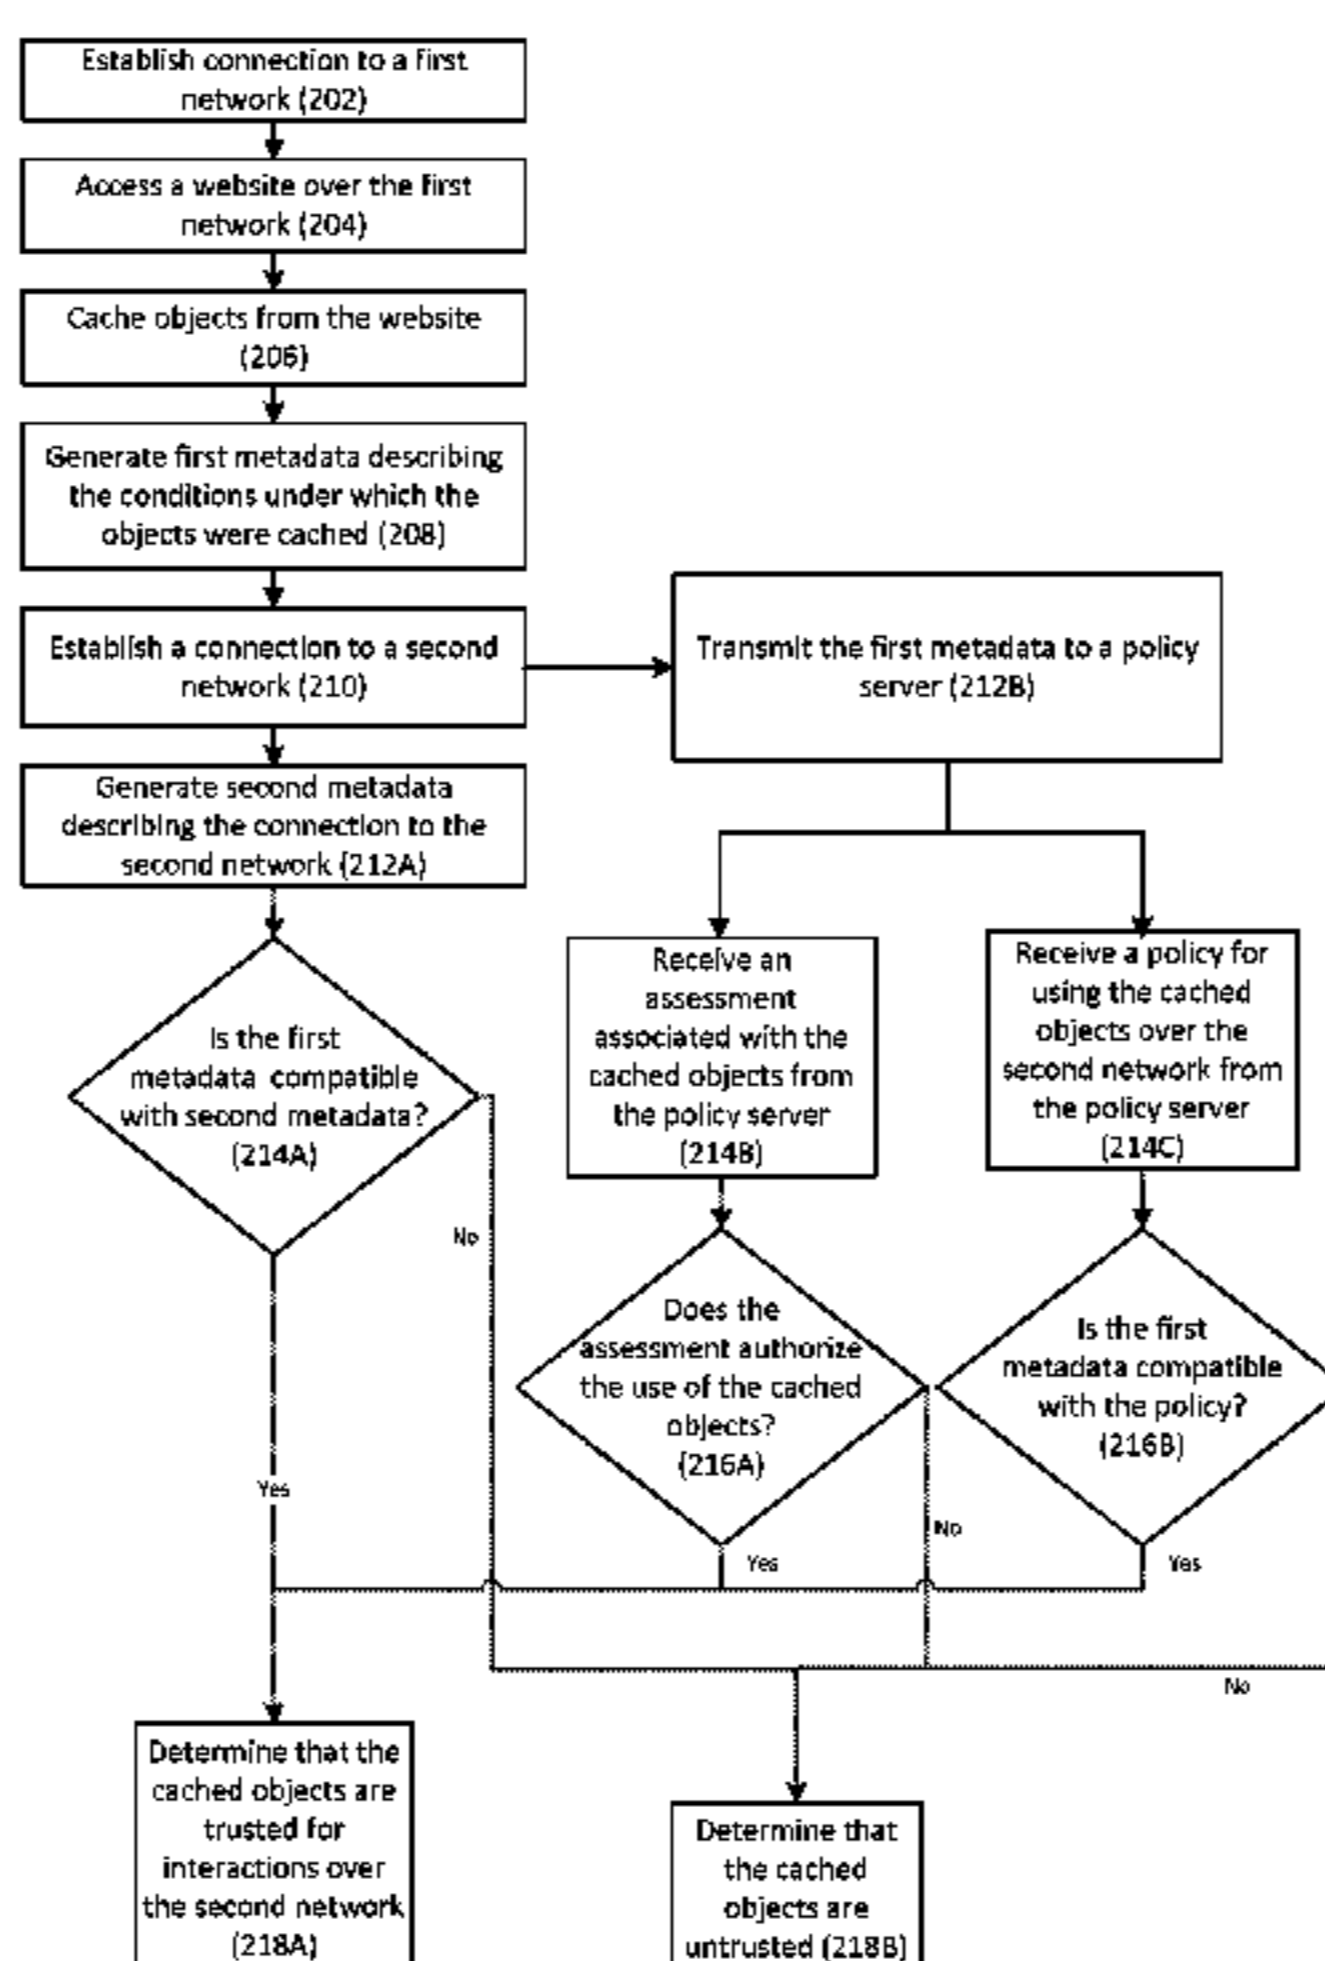 Establish connection to a first
network (202)
Access a website over the first
network (204)
Cache objects from the website
(206)
Generate first metadata describing
the conditions under which the
objects were cached (208)
Establish a connection to a second
network (210)
Transmit the first metadata to a policy
server (212B)
Generate second metadata
describing the connection to the
second network (212A)
Is the first
metadata compatible
with second metadata?
(214A)
Receive an
assessment
associated with the
cached objects from
the policy server
(214B)
Receive a policy for
using the cached
objects over the
second network from
the policy server
(214C)
No
Does the
assessment authorize
the use of the cached
objects?
(216A)
Is the first
metadata compatible
with the policy?
(216B)
Yes
No
Yes
Yes
No
Determine that the
cached objects are
trusted for
interactions over
the second network
(218A)
Determine that
the cached
objects are
untrusted (218B)